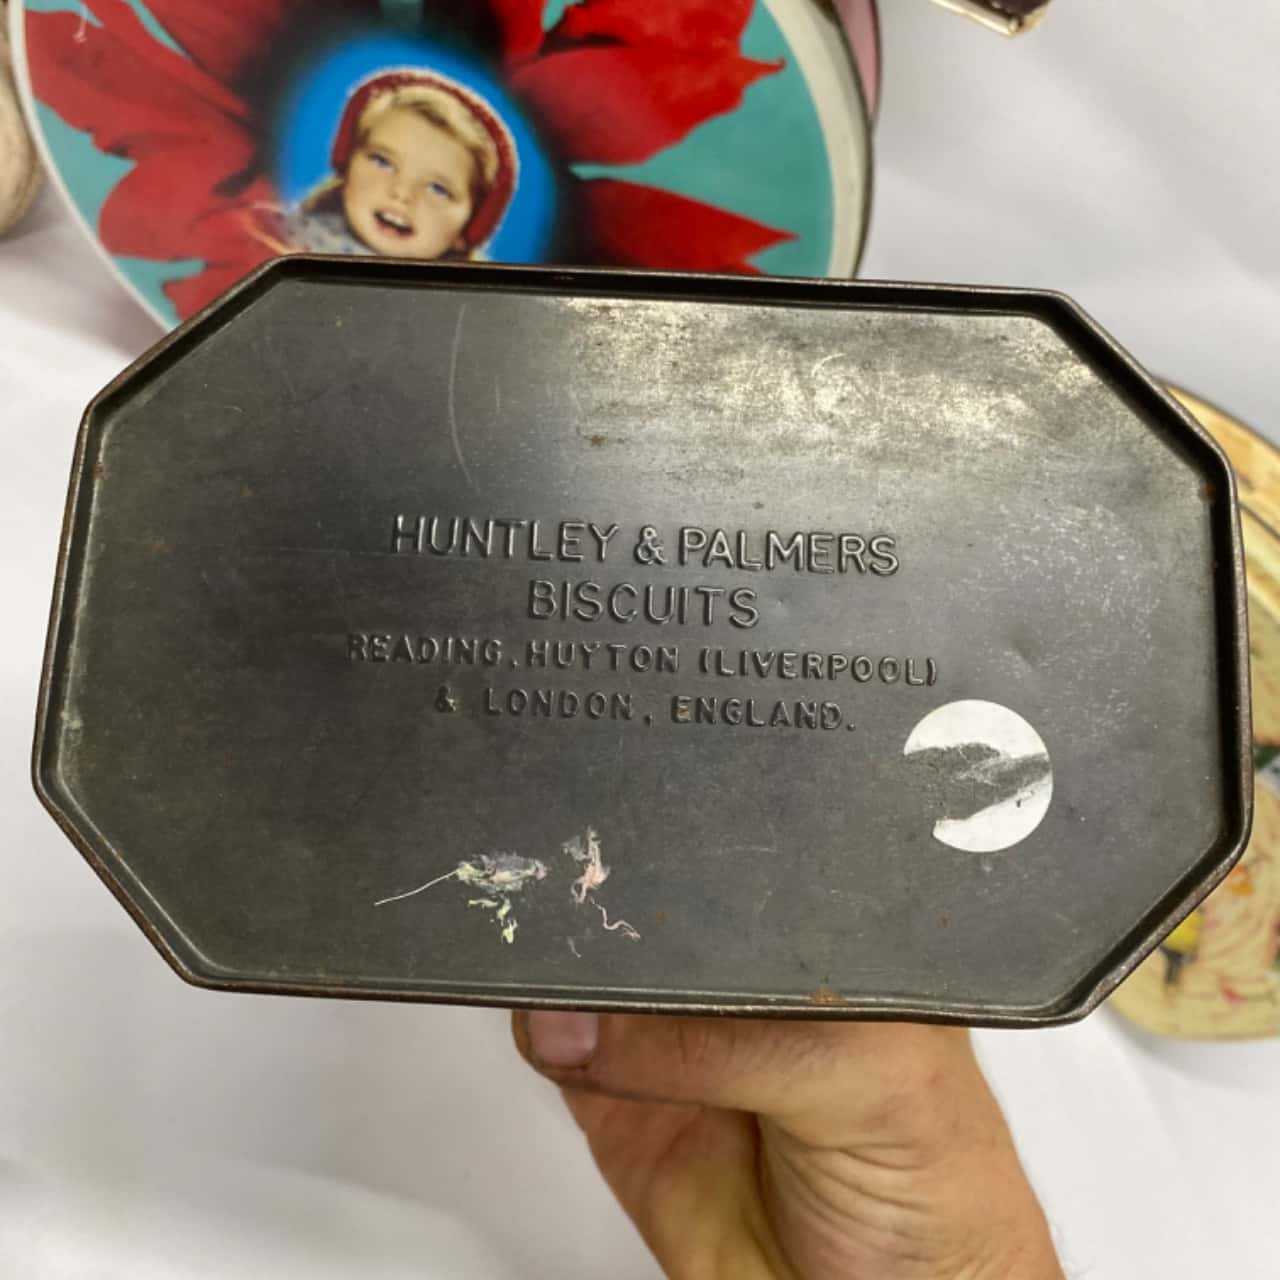 HUNTLEY & PALMERS
BISCUITS
READING, HUYTON (LIVERPOOL)
& LONDON, ENGLAND.